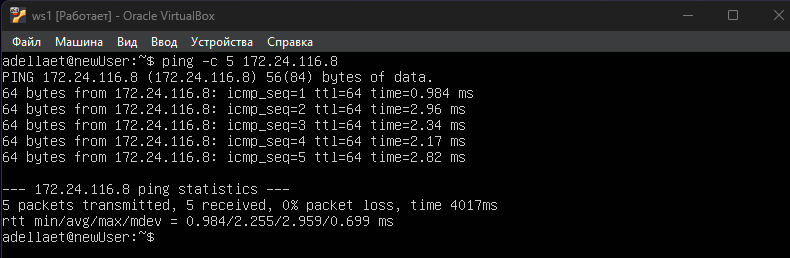 ws1 [Работает] - Oracle VirtualBox
Файл Машина Вид Ввод Устройства Справка
adellaet@newUser:~$ ping -c 5 172.24.116.8
PING 172.24.116.8 (172.24.116.8) 56(84) bytes of data.
64 bytes from 172.24.116.8: icmp_seq=1 ttl=64 time=0.984 ms
64 bytes from 172.24.116.8: icmp_seq=2 ttl=64 time=2.96 ms
64 bytes from 172.24.116.8: icmp_seq=3 ttl=64 time=2.34 ms
64 bytes from 172.24.116.8: icmp_seq=4 ttl=64 time=2.17 ms
64 bytes from 172.24.116.8: icmp_seq=5 ttl=64 time=2.82 ms
--- 172.24.116.8 ping statistics ---
5 packets transmitted, 5 received, 0% packet loss, time 4017ms
rtt min/avg/max/mdev = 0.984/2.255/2.959/0.699 ms
adellaet@newUser:~$